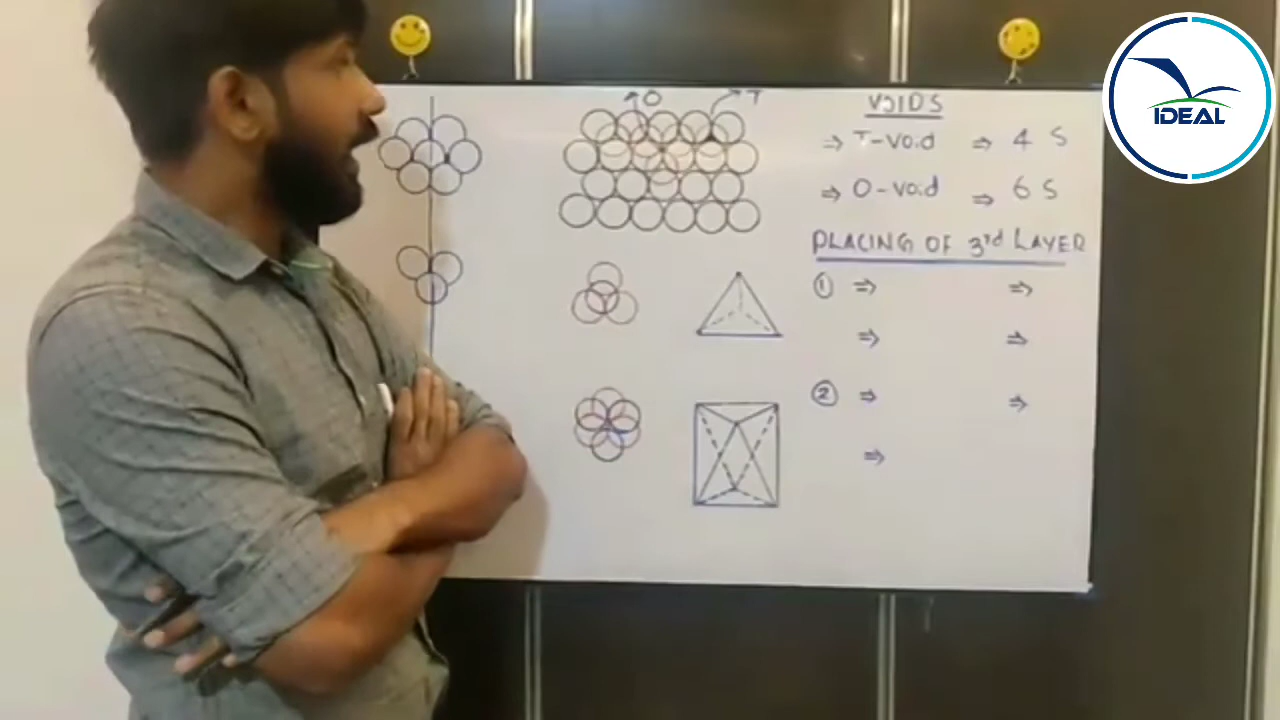 O T
VOIDS
⇒ T-void ⇒ 4 S
⇒ O-void ⇒ 6 S
PLACING OF 3rd LAYER
① ⇒ ⇒
⇒ ⇒
② ⇒ ⇒
⇒
IDEAL